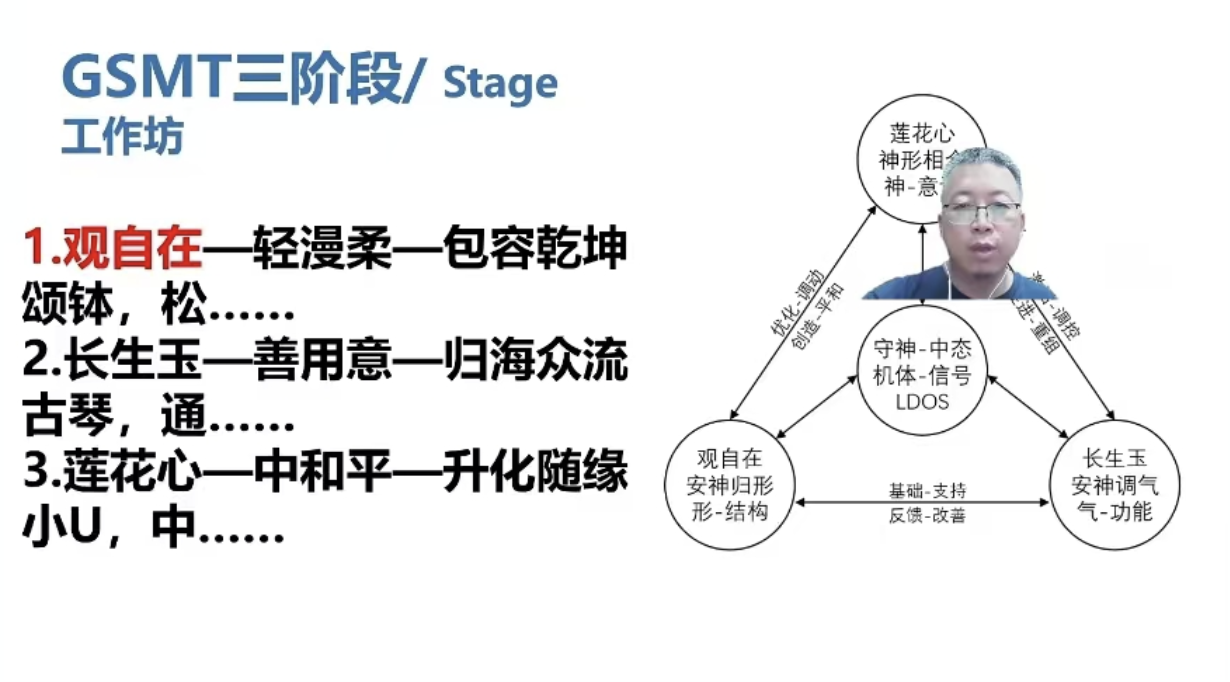 GSMT三阶段/ Stage
工作坊
1.观自在—轻漫柔—包容乾坤
颂钵，松……
2.长生玉—善用意—归海众流
古琴，通……
3.莲花心—中和平—升化随缘
小U，中……
莲花心
神形相
神-意
优化-调动
创造-平和
调控
进-重组
守神-中态
机体-信号
LDOS
观自在
安神归形
形-结构
基础-支持
反馈-改善
长生玉
安神调气
气-功能